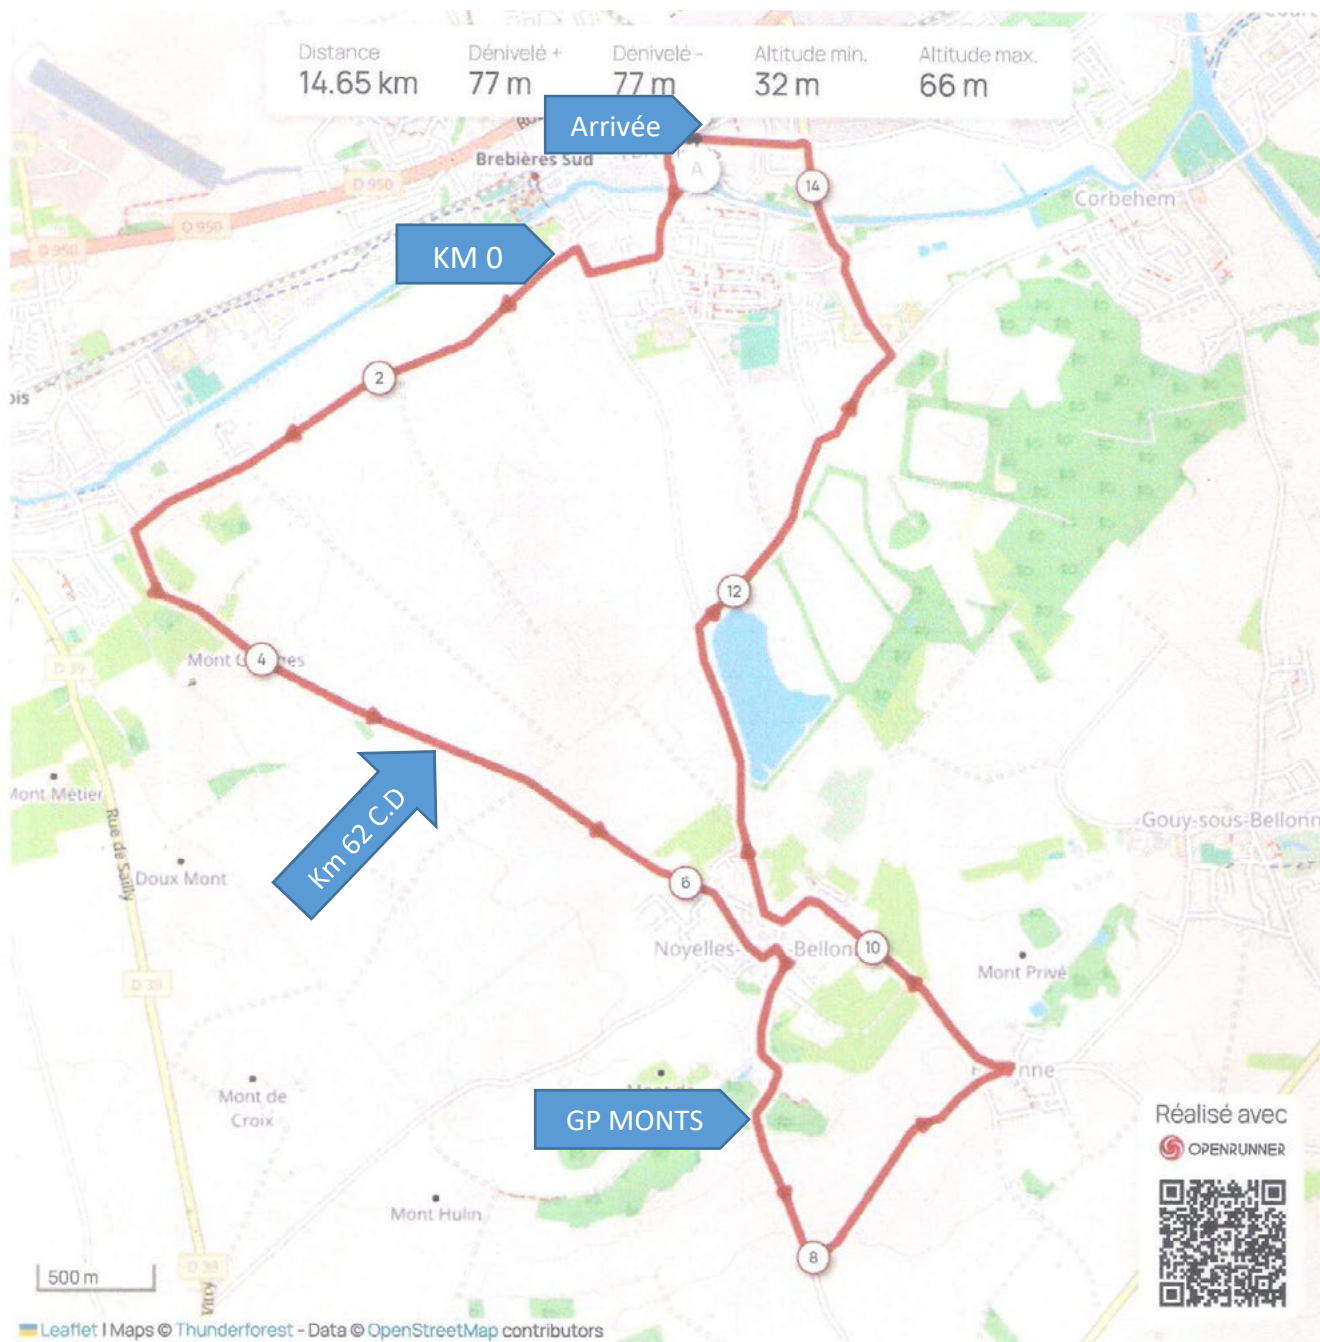 Distance
14.65 km
Dénivelé +
77 m
Dénivelé -
77 m
Altitude min.
32 m
Altitude max.
66 m
Arrivée
Brebières Sud
D 950
D 950
D 950
A
14
Corbehem
KM 0
2
12
4
Mont
D 39
Mont Métier
Rue de Sailly
Doux Mont
Km 62 C.D
6
Gouy-sous-Bellonn
Noyelles-
-Bellon
10
Mont Privé
D 39
Mont de
Croix
GP MONTS
Réalisé avec
OPENRUNNER
Mont Hulin
8
D 39
Vitry
500 m
Leaflet | Maps © Thunderforest - Data © OpenStreetMap contributors